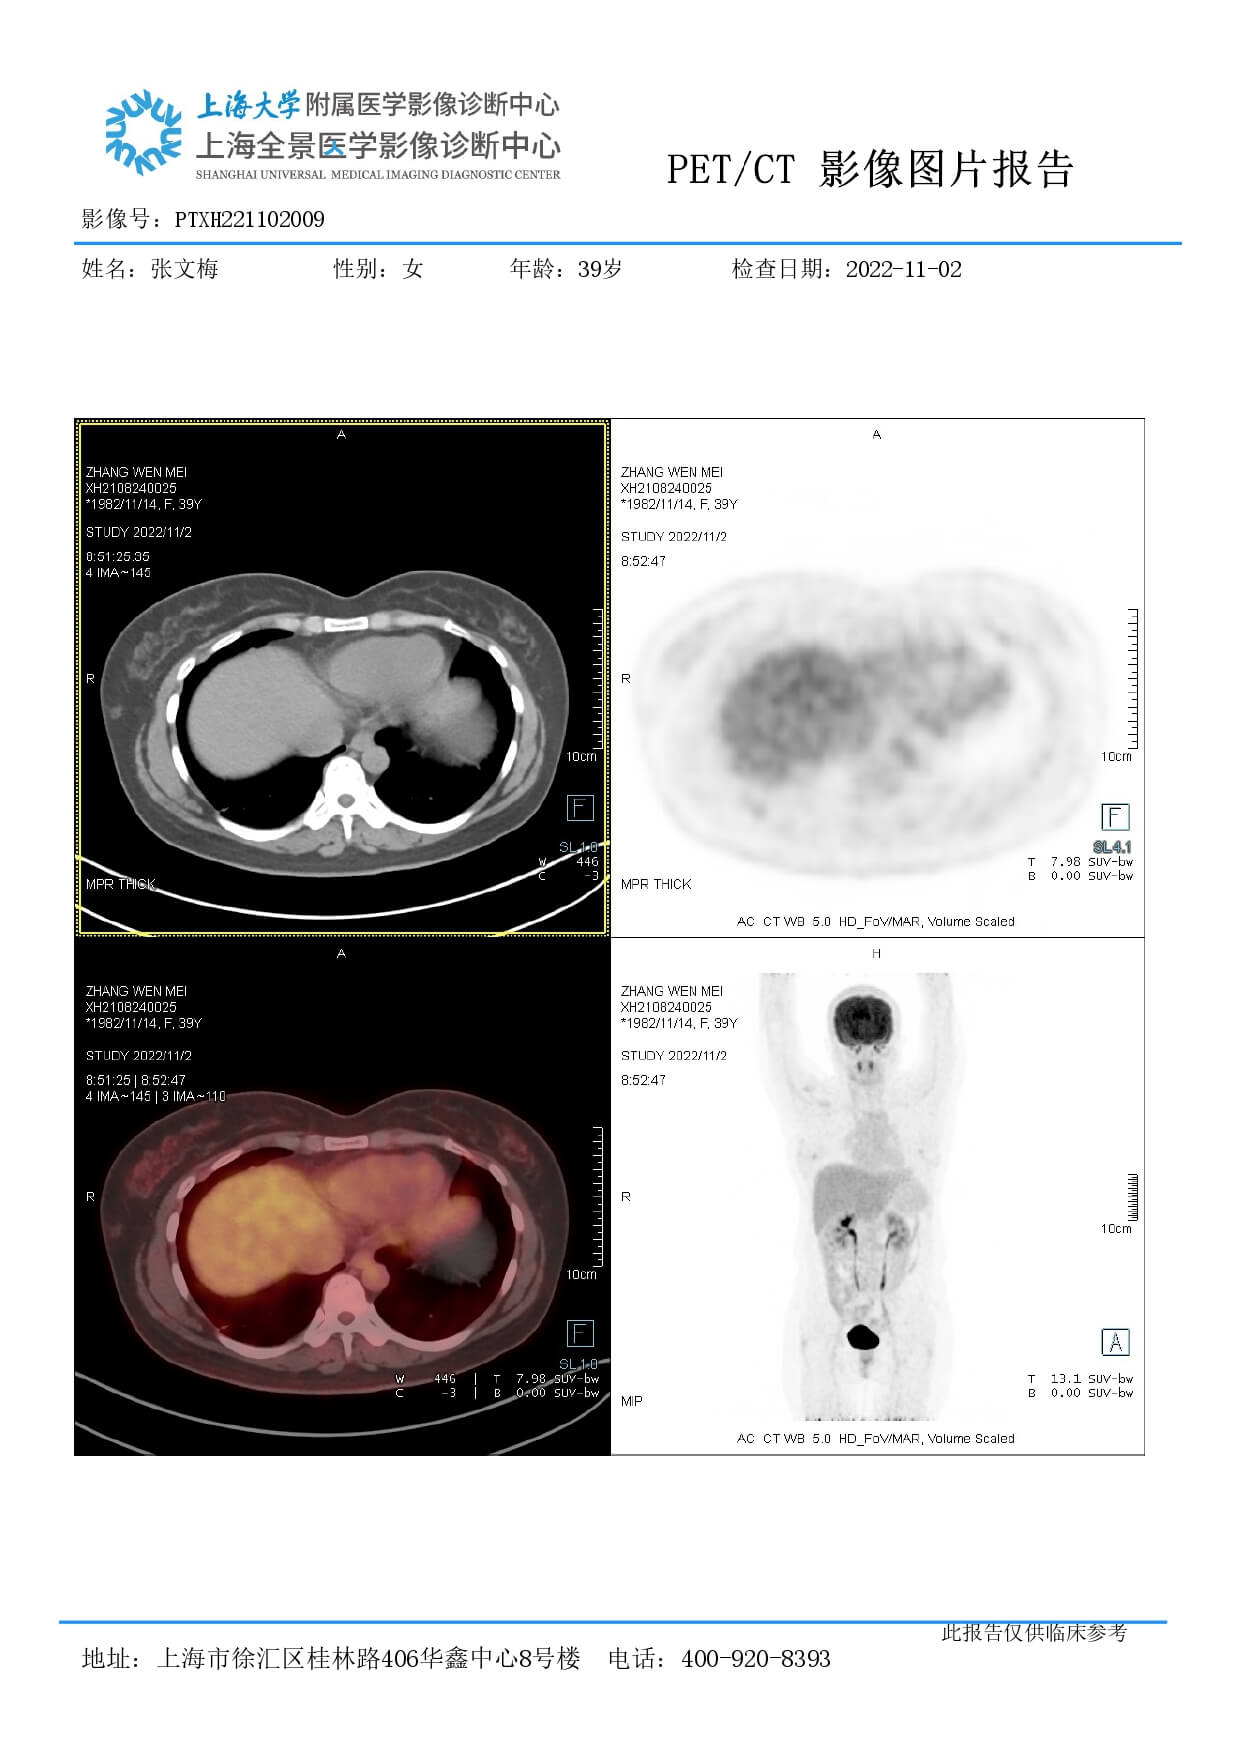 上海大学附属医学影像诊断中心
上海全景医学影像诊断中心
SHANGHAI UNIVERSAL MEDICAL IMAGING DIAGNOSTIC CENTER
PET/CT 影像图片报告
影像号：PTXH221102009
姓名：张文梅 性别：女 年龄：39岁 检查日期：2022-11-02
A
ZHANG WEN MEI
XH2108240025
*1982/11/14, F, 39Y
STUDY 2022/11/2
8:51:25.35
4 IMA~145
R
10cm
F
SL 1.0
W 446
C -3
MPR THICK
A
ZHANG WEN MEI
XH2108240025
*1982/11/14, F, 39Y
STUDY 2022/11/2
8:52:47
R
10cm
F
SL 4.1
T 7.98 SUV-bw
B 0.00 SUV-bw
MPR THICK
AC CT WB 5.0 HD_FoV/MAR, Volume Scaled
A
ZHANG WEN MEI
XH2108240025
*1982/11/14, F, 39Y
STUDY 2022/11/2
8:51:25 | 8:52:47
4 IMA~145 | 3 IMA~110
R
10cm
F
SL 1.0
W 446 | T 7.98 SUV-bw
C -3 | B 0.00 SUV-bw
H
ZHANG WEN MEI
XH2108240025
*1982/11/14, F, 39Y
STUDY 2022/11/2
8:52:47
R
10cm
A
T 13.1 SUV-bw
B 0.00 SUV-bw
MIP
AC CT WB 5.0 HD_FoV/MAR, Volume Scaled
此报告仅供临床参考
地址：上海市徐汇区桂林路406华鑫中心8号楼 电话：400-920-8393